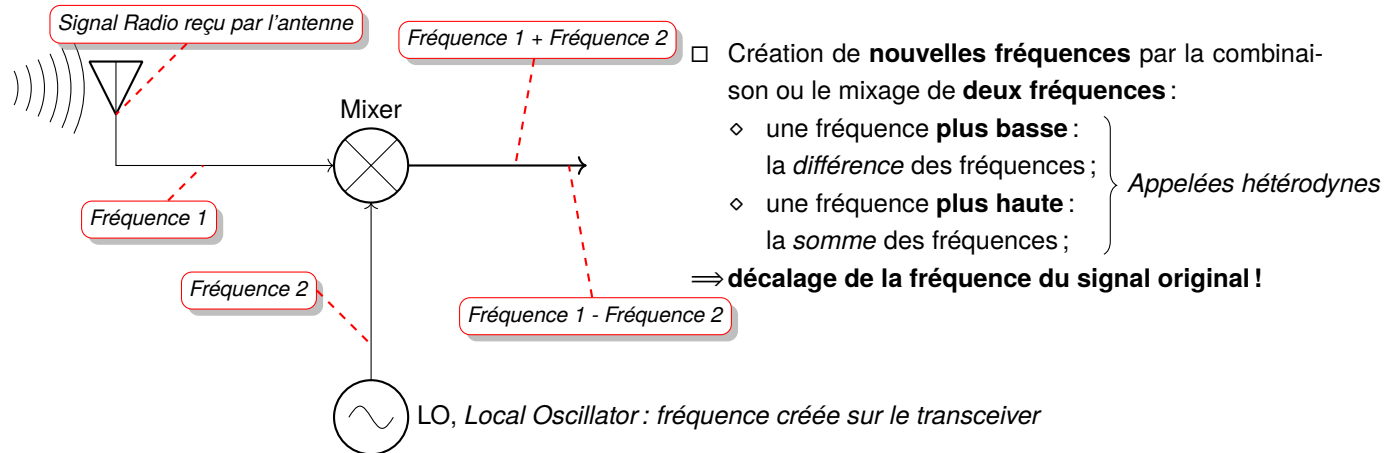 Signal Radio reçu par l'antenne
Fréquence 1 + Fréquence 2
Mixer
Fréquence 1
Fréquence 2
Fréquence 1 - Fréquence 2
LO, Local Oscillator : fréquence créée sur le transceiver
□ Création de nouvelles fréquences par la combinai-
son ou le mixage de deux fréquences :
⋄ une fréquence plus basse :
la différence des fréquences ;
⋄ une fréquence plus haute :
la somme des fréquences ;
Appelées hétérodynes
⟹ décalage de la fréquence du signal original !